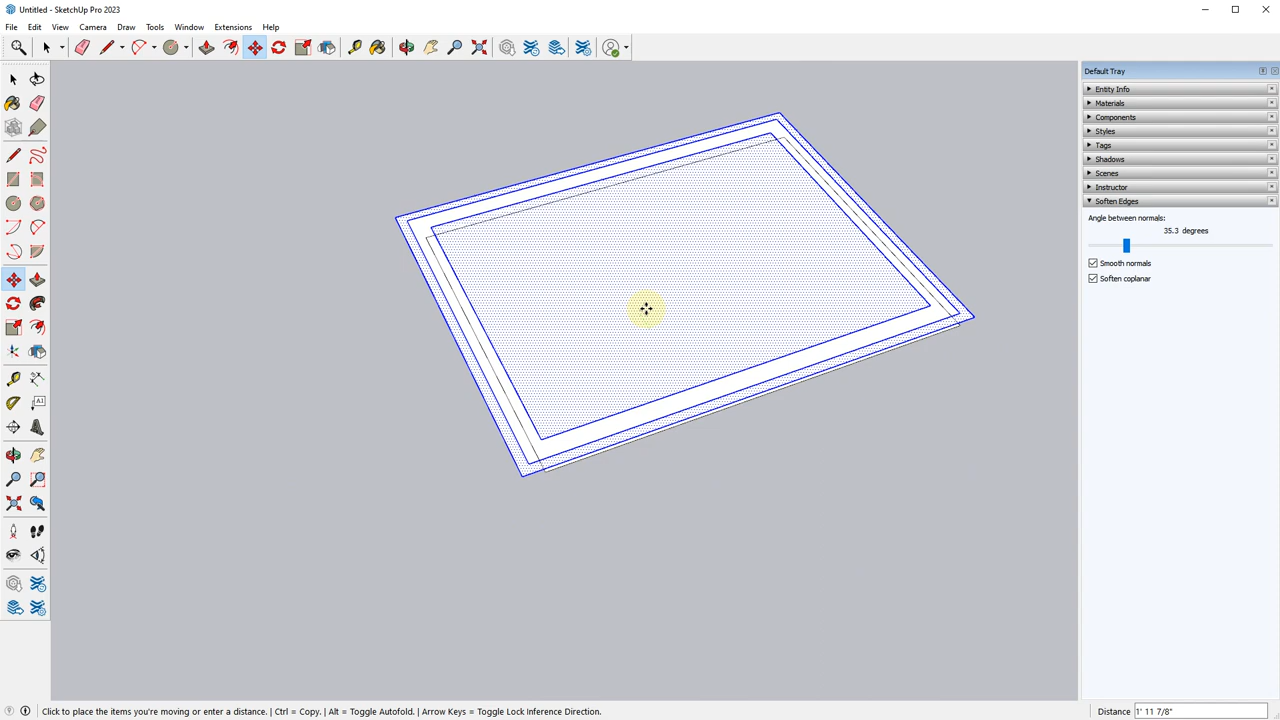 Untitled - SketchUp Pro 2023
File Edit View Camera Draw Tools Window Extensions Help
Default Tray
Entity Info
Materials
Components
Styles
Tags
Shadows
Scenes
Instructor
Soften Edges
Angle between normals:
35.3 degrees
Smooth normals
Soften coplanar
AI
Click to place the items you're moving or enter a distance. | Ctrl = Copy. | Alt = Toggle Autofold. | Arrow Keys = Toggle Lock Inference Direction.
Distance 1' 11 7/8"